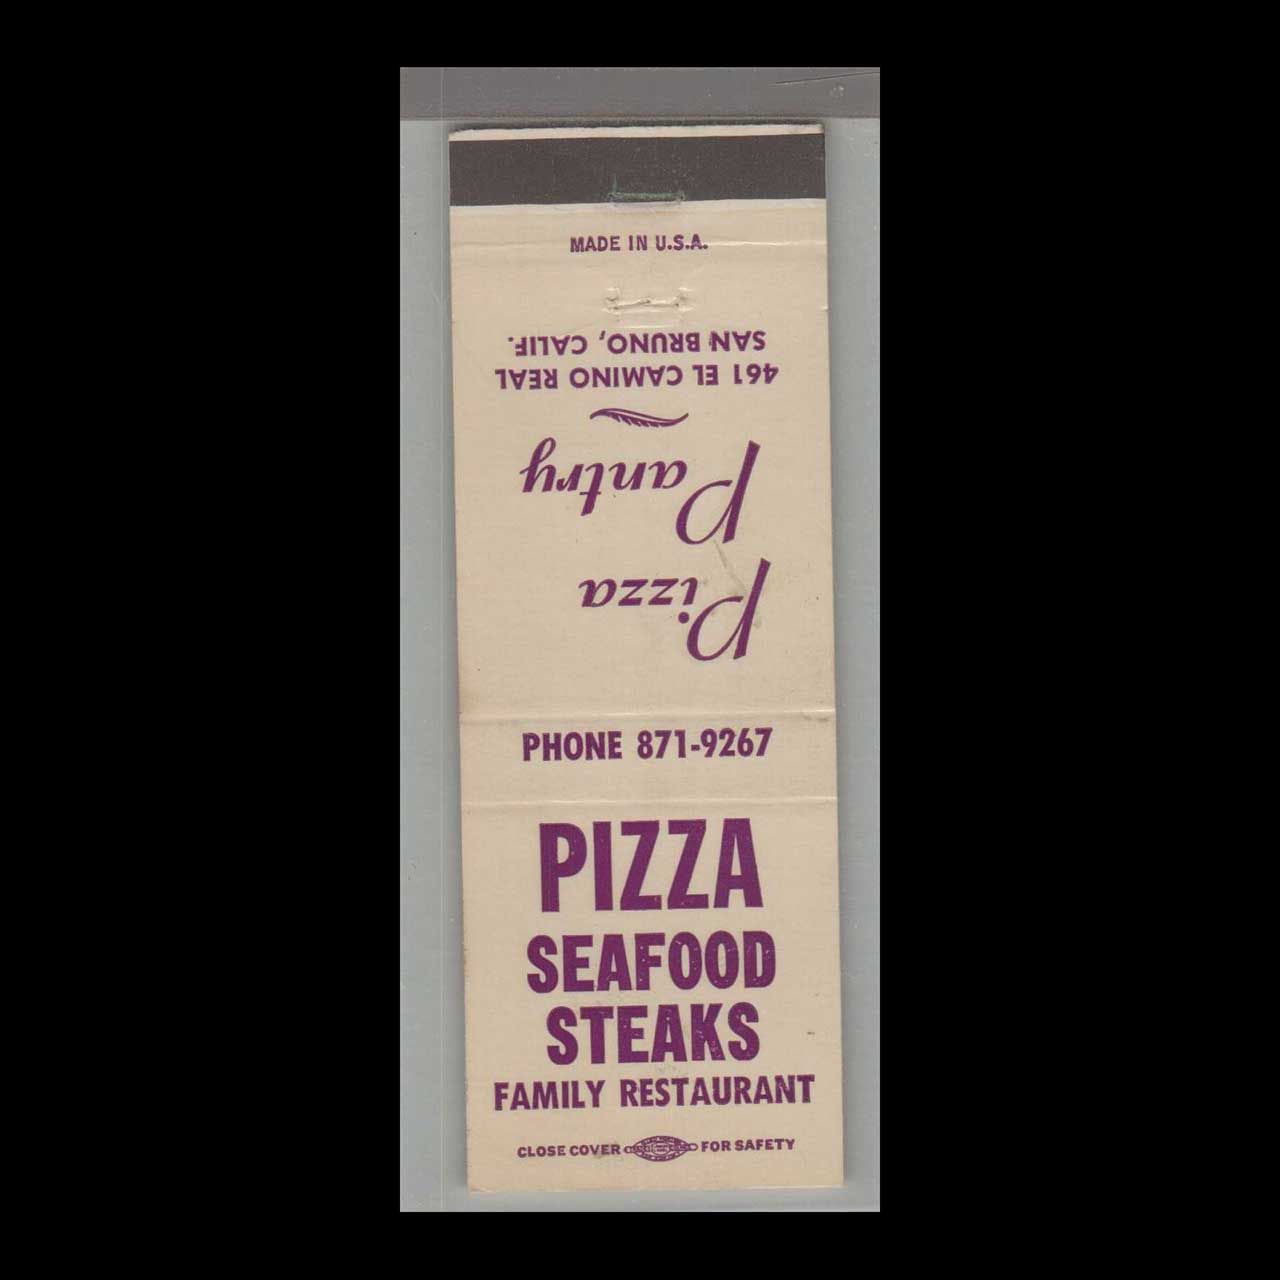 MADE IN U.S.A.
Pizza
Pantry
461 EL CAMINO REAL
SAN BRUNO, CALIF.
PHONE 871-9267
PIZZA
SEAFOOD
STEAKS
FAMILY RESTAURANT
CLOSE COVER FOR SAFETY